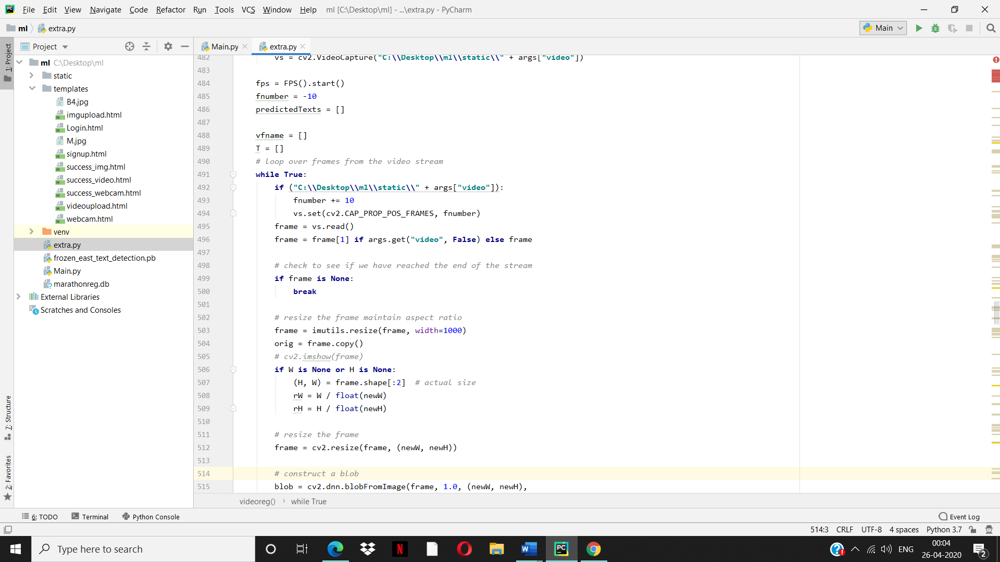 File Edit View Navigate Code Refactor Run Tools VCS Window Help ml [C:\Desktop\ml] - ...\extra.py - PyCharm
ml extra.py Main
Project Main.py extra.py
1: Project
ml C:\Desktop\ml
static
templates
B4.jpg
imgupload.html
Login.html
M.jpg
signup.html
success_img.html
success_video.html
success_webcam.html
videoupload.html
webcam.html
venv
extra.py
frozen_east_text_detection.pb
Main.py
marathonreg.db
External Libraries
Scratches and Consoles
7: Structure
2: Favorites
482 vs = cv2.VideoCapture("C:\\Desktop\\ml\\static\\" + args["video"])
483
484 fps = FPS().start()
485 fnumber = -10
486 predictedTexts = []
487
488 vfname = []
489 T = []
490 # loop over frames from the video stream
491 while True:
492 if ("C:\\Desktop\\ml\\static\\" + args["video"]):
493 fnumber += 10
494 vs.set(cv2.CAP_PROP_POS_FRAMES, fnumber)
495 frame = vs.read()
496 frame = frame[1] if args.get("video", False) else frame
497
498 # check to see if we have reached the end of the stream
499 if frame is None:
500 break
501
502 # resize the frame maintain aspect ratio
503 frame = imutils.resize(frame, width=1000)
504 orig = frame.copy()
505 # cv2.imshow(frame)
506 if W is None or H is None:
507 (H, W) = frame.shape[:2] # actual size
508 rW = W / float(newW)
509 rH = H / float(newH)
510
511 # resize the frame
512 frame = cv2.resize(frame, (newW, newH))
513
514 # construct a blob
515 blob = cv2.dnn.blobFromImage(frame, 1.0, (newW, newH),
videoreg() while True
6: TODO Terminal Python Console Event Log
514:3 CRLF UTF-8 4 spaces Python 3.7
Type here to search
ENG
00:04
26-04-2020
2